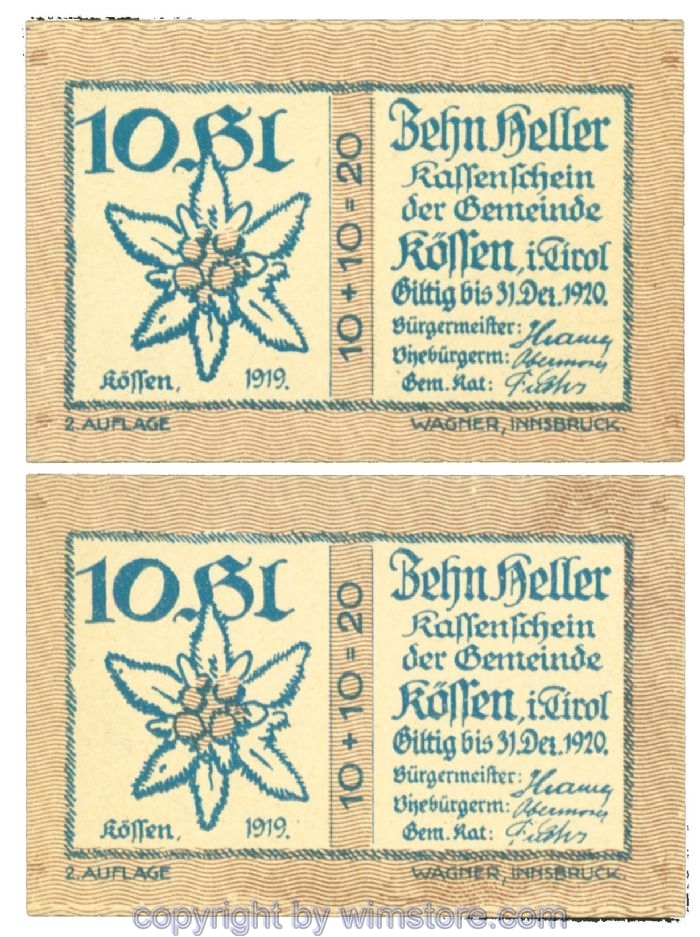 10 Hl
Kössen, 1919.
10 + 10 = 20
Zehn Heller
Kassenschein
der Gemeinde
Kössen, i. Tirol
Giltig bis 31. Dez. 1920.
Bürgermeister:
Vizebürgerm:
Gem. Rat: Fuchs
2. AUFLAGE WAGNER, INNSBRUCK.
10 Hl
Kössen, 1919.
10 + 10 = 20
Zehn Heller
Kassenschein
der Gemeinde
Kössen, i. Tirol
Giltig bis 31. Dez. 1920.
Bürgermeister:
Vizebürgerm:
Gem. Rat: Fuchs
2. AUFLAGE WAGNER, INNSBRUCK.
copyright by wimstore.com